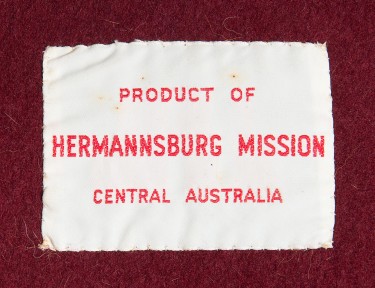 PRODUCT OF
HERMANNSBURG MISSION
CENTRAL AUSTRALIA